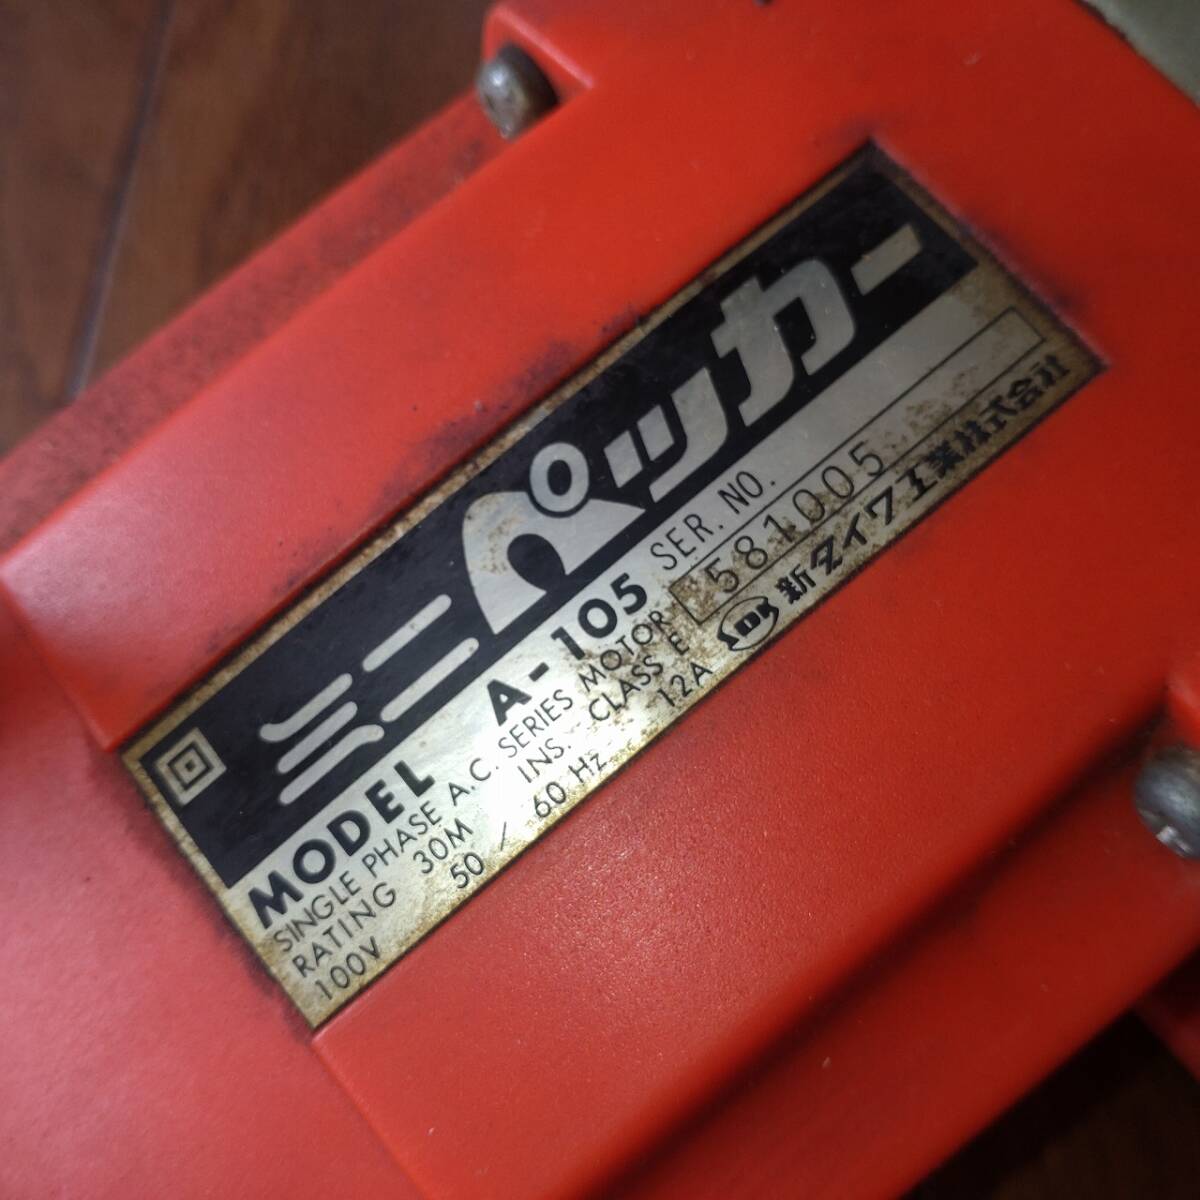 ミニペッカー
MODEL A-105 SER. NO.
SINGLE PHASE A.C. SERIES MOTOR 581005
RATING 30M INS. CLASS E
100V 50 / 60 Hz 12A 新ダイワ工業株式会社